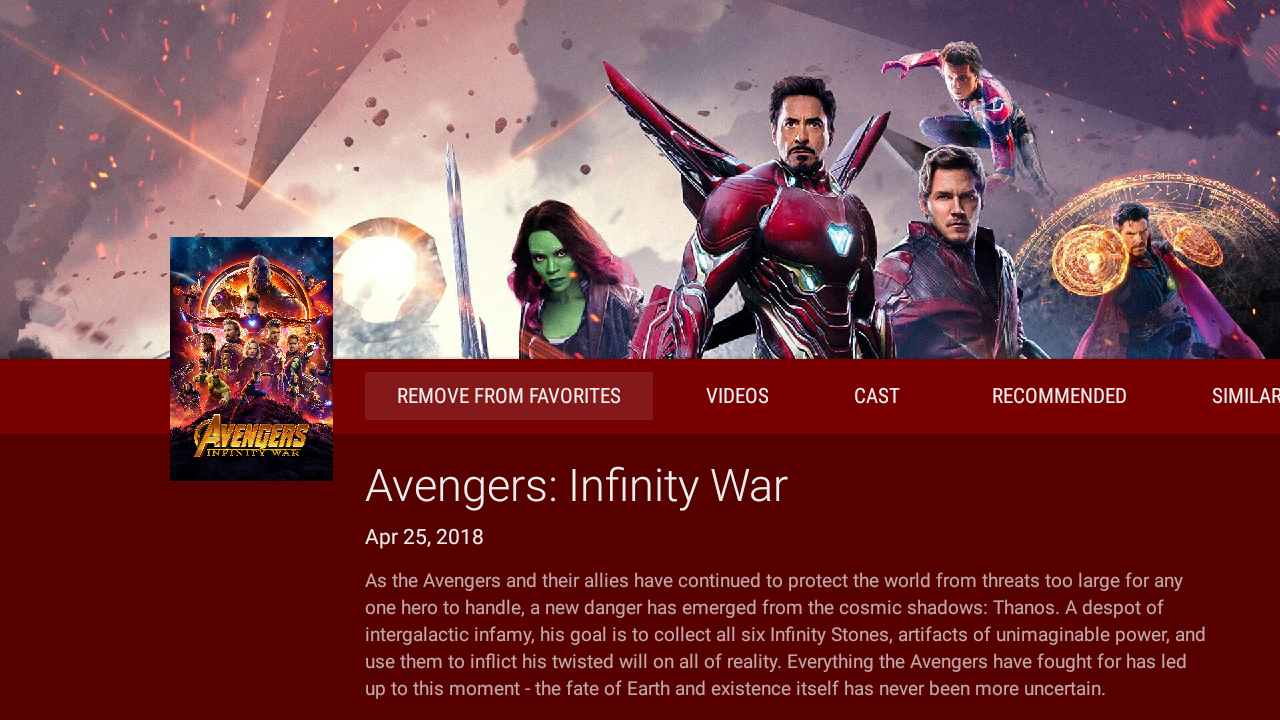 AVENGERS
INFINITY WAR
REMOVE FROM FAVORITES
VIDEOS
CAST
RECOMMENDED
SIMILAR
Avengers: Infinity War
Apr 25, 2018
As the Avengers and their allies have continued to protect the world from threats too large for any
one hero to handle, a new danger has emerged from the cosmic shadows: Thanos. A despot of
intergalactic infamy, his goal is to collect all six Infinity Stones, artifacts of unimaginable power, and
use them to inflict his twisted will on all of reality. Everything the Avengers have fought for has led
up to this moment - the fate of Earth and existence itself has never been more uncertain.